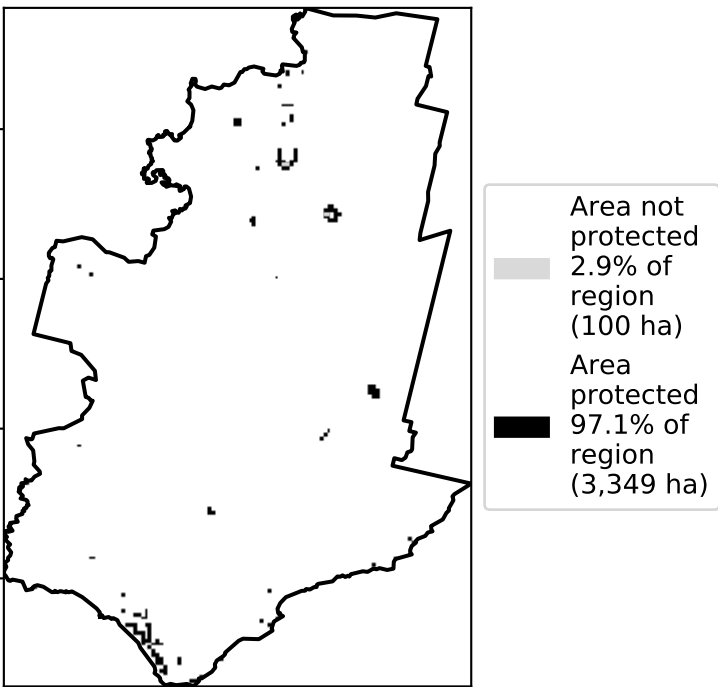 Area not
protected
2.9% of
region
(100 ha)
Area
protected
97.1% of
region
(3,349 ha)